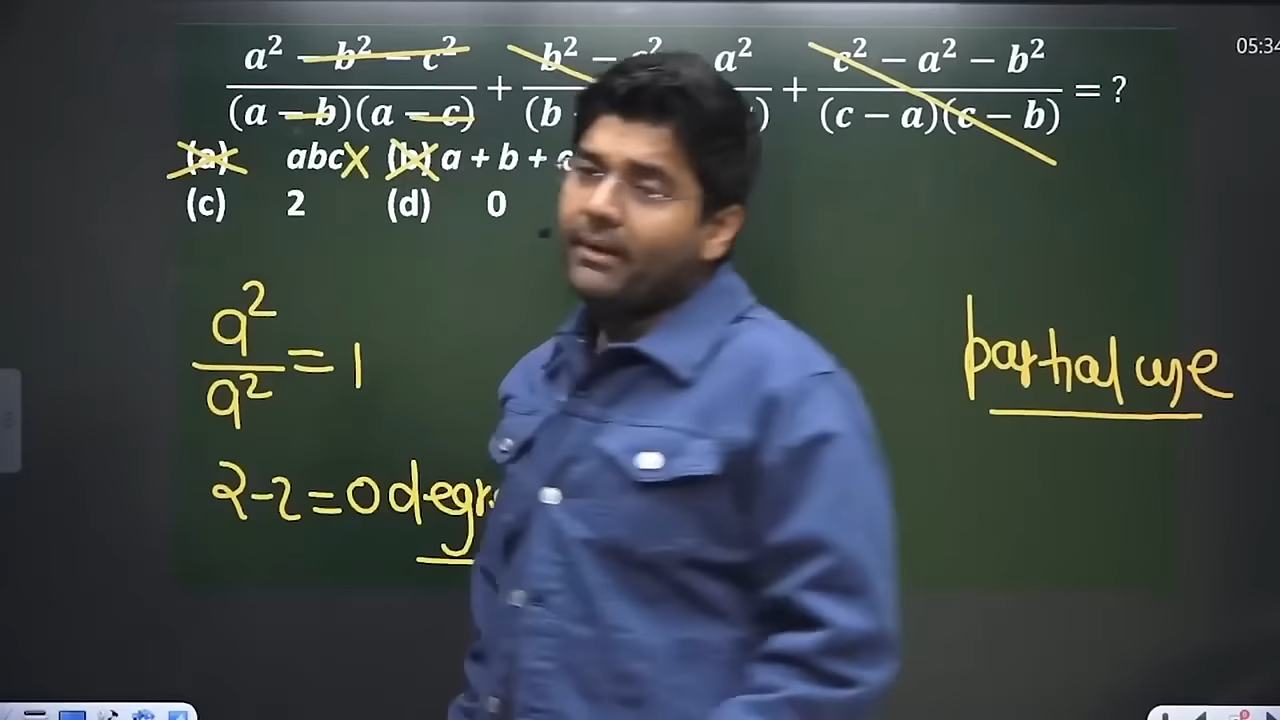 05:34
a² − b² − c² / (a − b)(a − c) + b² − c² a² / (b ) + c² − a² − b² / (c − a)(c − b) = ?
(a) abc X (b) a + b +
(c) 2 (d) 0
a² / a² = 1
partial use
2-2=0